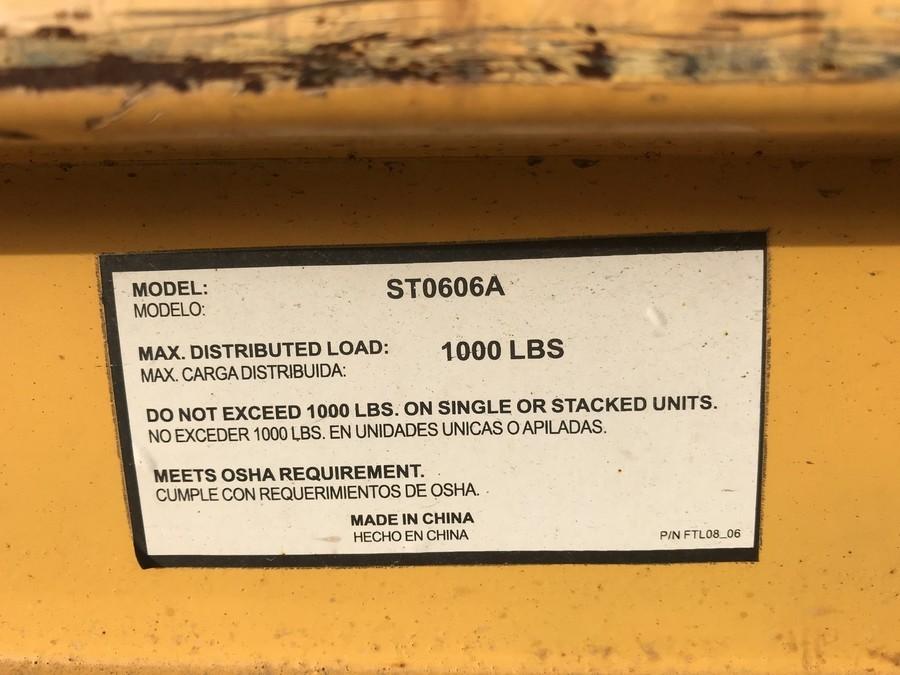 MODEL: ST0606A
MODELO:
MAX. DISTRIBUTED LOAD: 1000 LBS
MAX. CARGA DISTRIBUIDA:
DO NOT EXCEED 1000 LBS. ON SINGLE OR STACKED UNITS.
NO EXCEDER 1000 LBS. EN UNIDADES UNICAS O APILADAS.
MEETS OSHA REQUIREMENT.
CUMPLE CON REQUERIMIENTOS DE OSHA.
MADE IN CHINA
HECHO EN CHINA
P/N FTL08_06